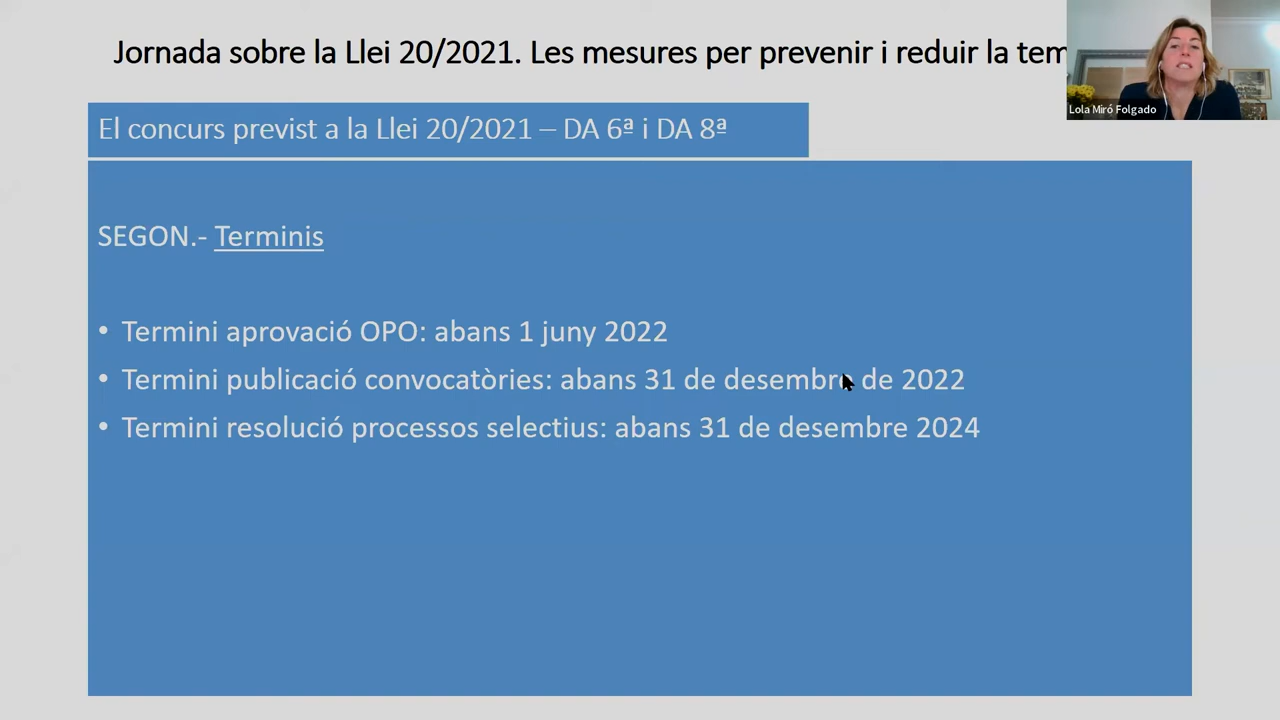 Jornada sobre la Llei 20/2021. Les mesures per prevenir i reduir la tem
Lola Miró Folgado
El concurs previst a la Llei 20/2021 – DA 6ª i DA 8ª
SEGON.- Terminis
• Termini aprovació OPO: abans 1 juny 2022
• Termini publicació convocatòries: abans 31 de desembre de 2022
• Termini resolució processos selectius: abans 31 de desembre 2024